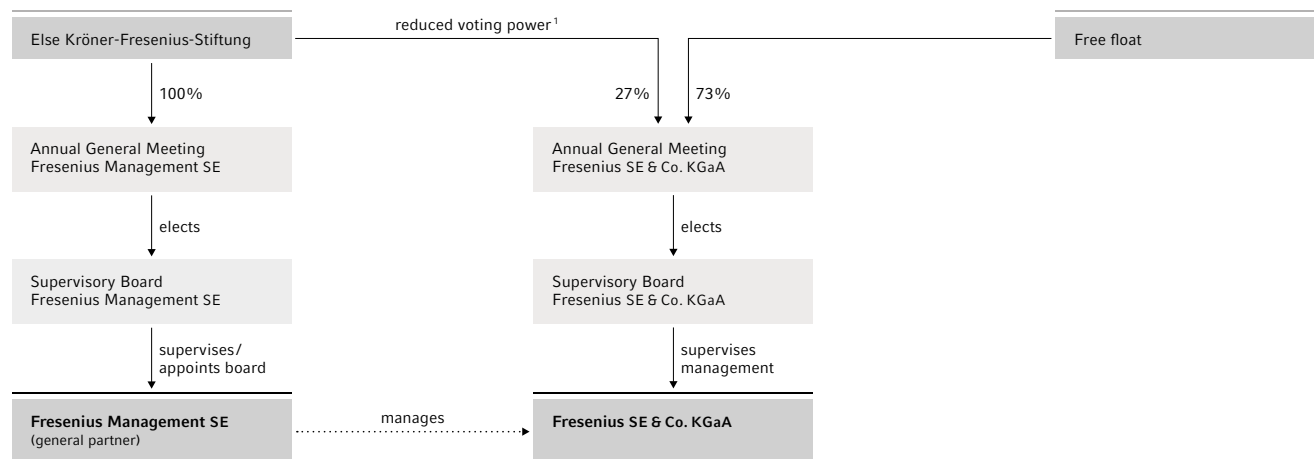 Else Kröner-Fresenius-Stiftung
reduced voting power¹
Free float
100%
27%
73%
Annual General Meeting
Fresenius Management SE
Annual General Meeting
Fresenius SE & Co. KGaA
elects
elects
Supervisory Board
Fresenius Management SE
Supervisory Board
Fresenius SE & Co. KGaA
supervises/
appoints board
supervises
management
Fresenius Management SE
(general partner)
manages
Fresenius SE & Co. KGaA